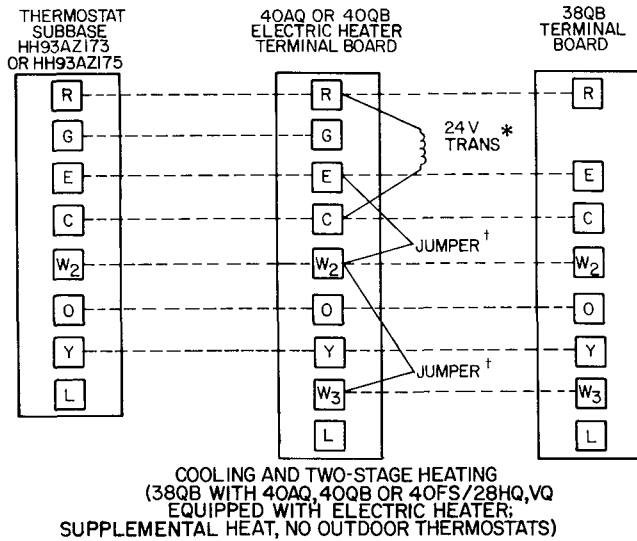 THERMOSTAT
SUBBASE
HH93AZ173
OR HH93AZ175
40AQ OR 40QB
ELECTRIC HEATER
TERMINAL BOARD
38QB
TERMINAL
BOARD
R
R
R
24V
TRANS *
G
G
E
E
E
C
C
C
JUMPER †
W2
W2
W2
O
O
O
Y
Y
Y
JUMPER †
L
W3
W3
L
COOLING AND TWO-STAGE HEATING
(38QB WITH 40AQ,40QB OR 40FS/28HQ,VQ
EQUIPPED WITH ELECTRIC HEATER;
SUPPLEMENTAL HEAT, NO OUTDOOR THERMOSTATS)